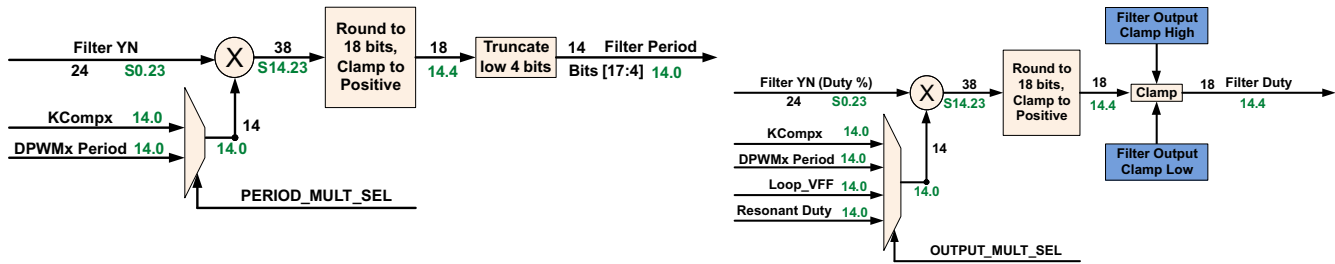 Filter YN
24 S0.23
X
38
S14.23
Round to
18 bits,
Clamp to
Positive
18
14.4
Truncate
low 4 bits
14 Filter Period
Bits [17:4] 14.0
KCompx 14.0
DPWMx Period 14.0
14
14.0
PERIOD_MULT_SEL
Filter YN (Duty %)
24 S0.23
X
38
S14.23
Round to
18 bits,
Clamp to
Positive
18
14.4
Filter Output
Clamp High
Clamp
Filter Output
Clamp Low
18 Filter Duty
14.4
KCompx 14.0
DPWMx Period 14.0
Loop_VFF 14.0
Resonant Duty 14.0
14
14.0
OUTPUT_MULT_SEL